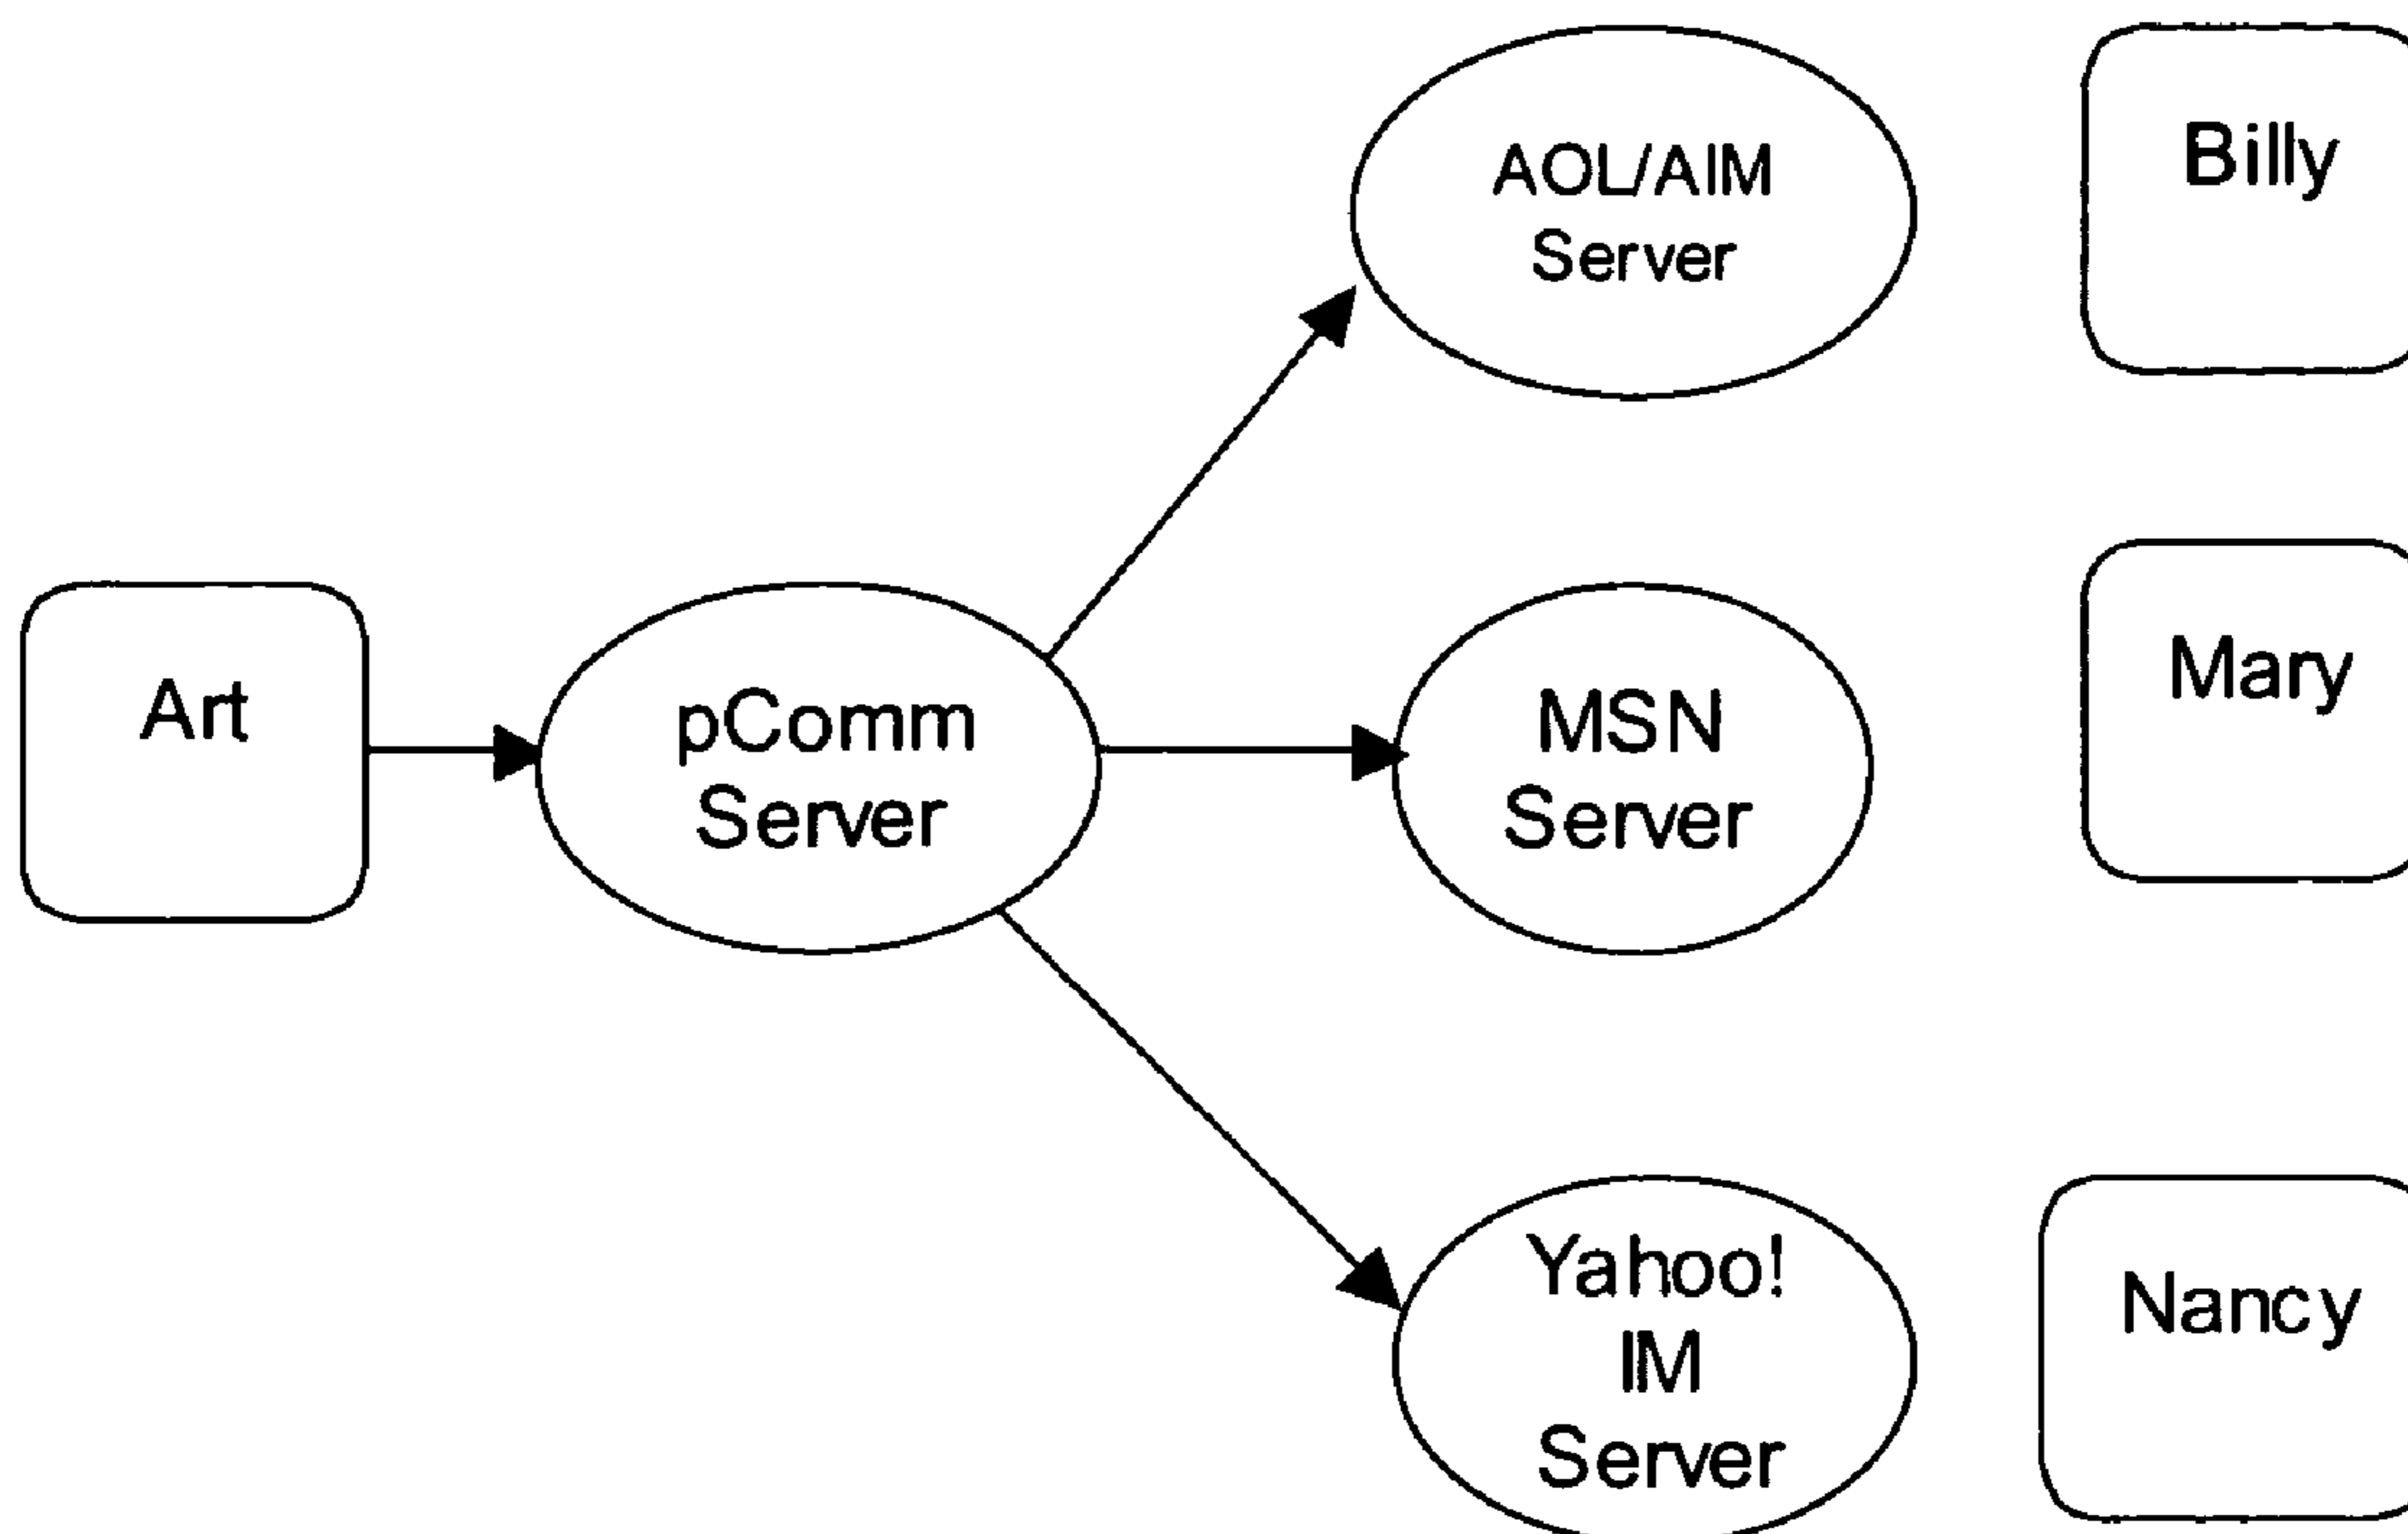 AOL/AIM
Server
Billy
Art
pComm
Server
MSN
Server
Mary
Yahoo!
IM
Server
Nancy